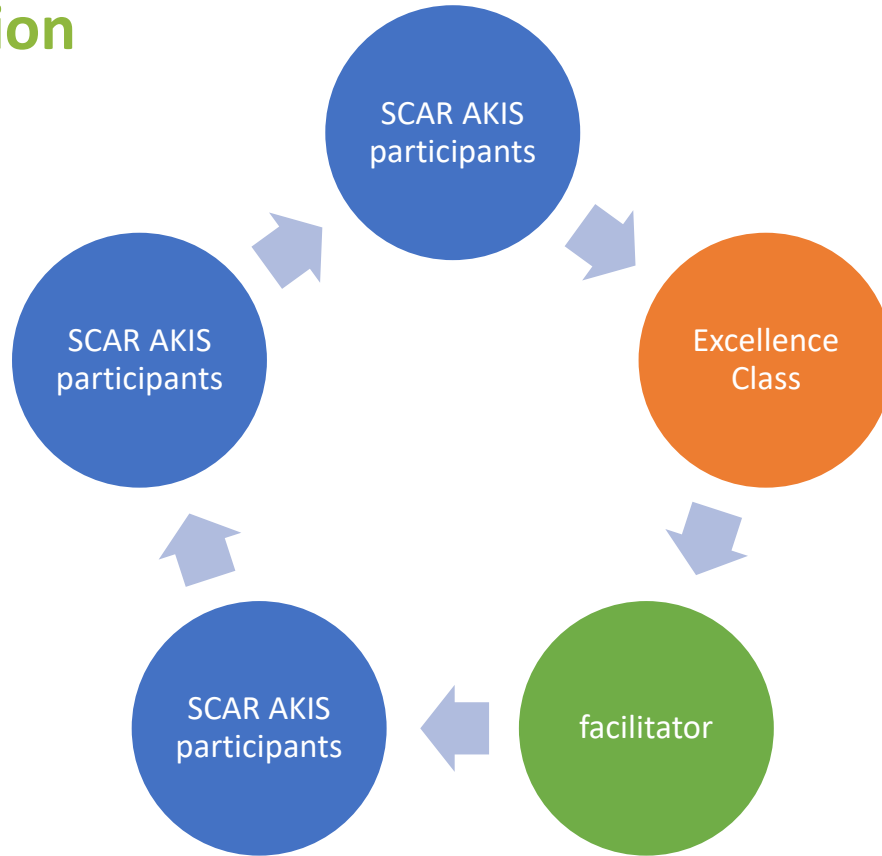 ion
SCAR AKIS
participants
SCAR AKIS
participants
Excellence
Class
SCAR AKIS
participants
facilitator